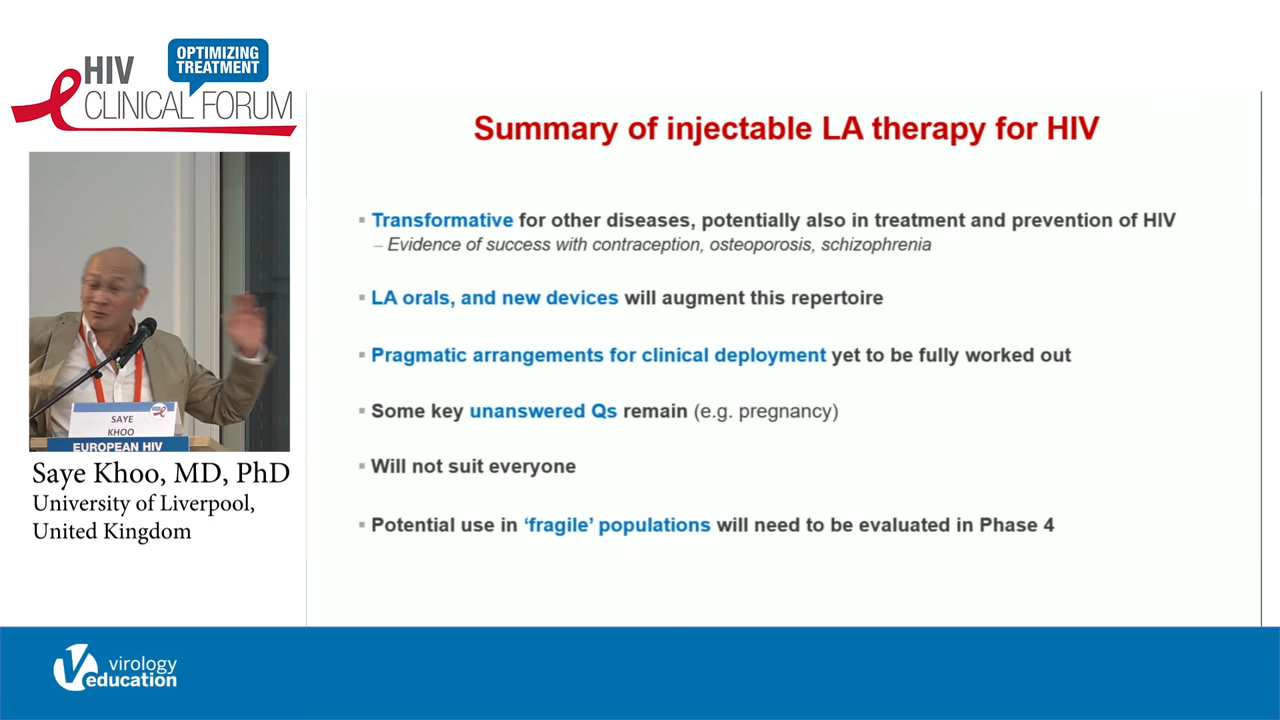 OPTIMIZING
TREATMENT
HIV
CLINICAL FORUM
SAYE
KHOO
EUROPEAN HIV
Saye Khoo, MD, PhD
University of Liverpool,
United Kingdom
Summary of injectable LA therapy for HIV
▪ Transformative for other diseases, potentially also in treatment and prevention of HIV
– Evidence of success with contraception, osteoporosis, schizophrenia
▪ LA orals, and new devices will augment this repertoire
▪ Pragmatic arrangements for clinical deployment yet to be fully worked out
▪ Some key unanswered Qs remain (e.g. pregnancy)
▪ Will not suit everyone
▪ Potential use in ‘fragile’ populations will need to be evaluated in Phase 4
virology
education